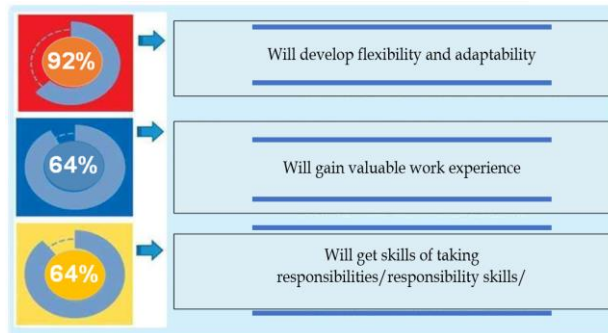 92%
Will develop flexibility and adaptability
64%
Will gain valuable work experience
64%
Will get skills of taking
responsibilities/responsibility skills/